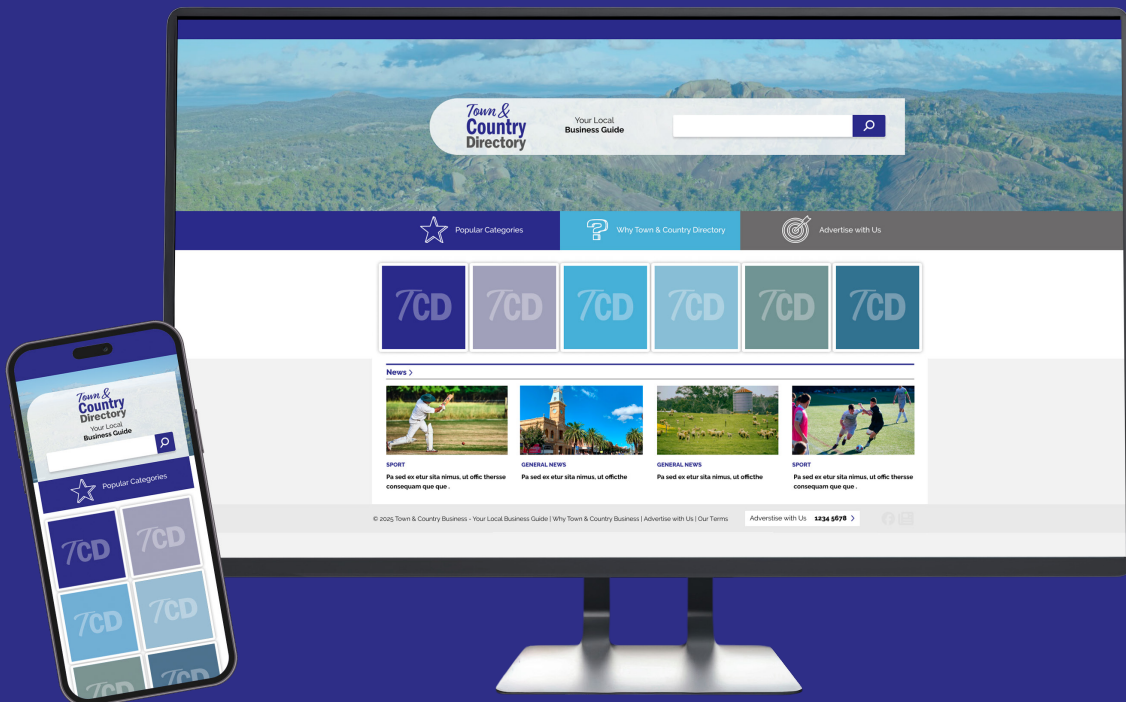 Town &
Country
Directory
Your Local
Business Guide
Popular Categories
Why Town & Country Directory
Advertise with Us
TCD
TCD
TCD
TCD
TCD
TCD
News >
SPORT
Pa sed ex etur sita nimus, ut offic thersse
consequam que que .
GENERAL NEWS
Pa sed ex etur sita nimus, ut officthe
GENERAL NEWS
Pa sed ex etur sita nimus, ut officthe
SPORT
Pa sed ex etur sita nimus, ut offic thersse
consequam que que .
© 2025 Town & Country Business - Your Local Business Guide | Why Town & Country Business | Advertise with Us | Our Terms
Adverstise with Us 1234 5678 >
Town &
Country
Directory
Your Local
Business Guide
Popular Categories
TCD
TCD
TCD
TCD
TCD
TCD